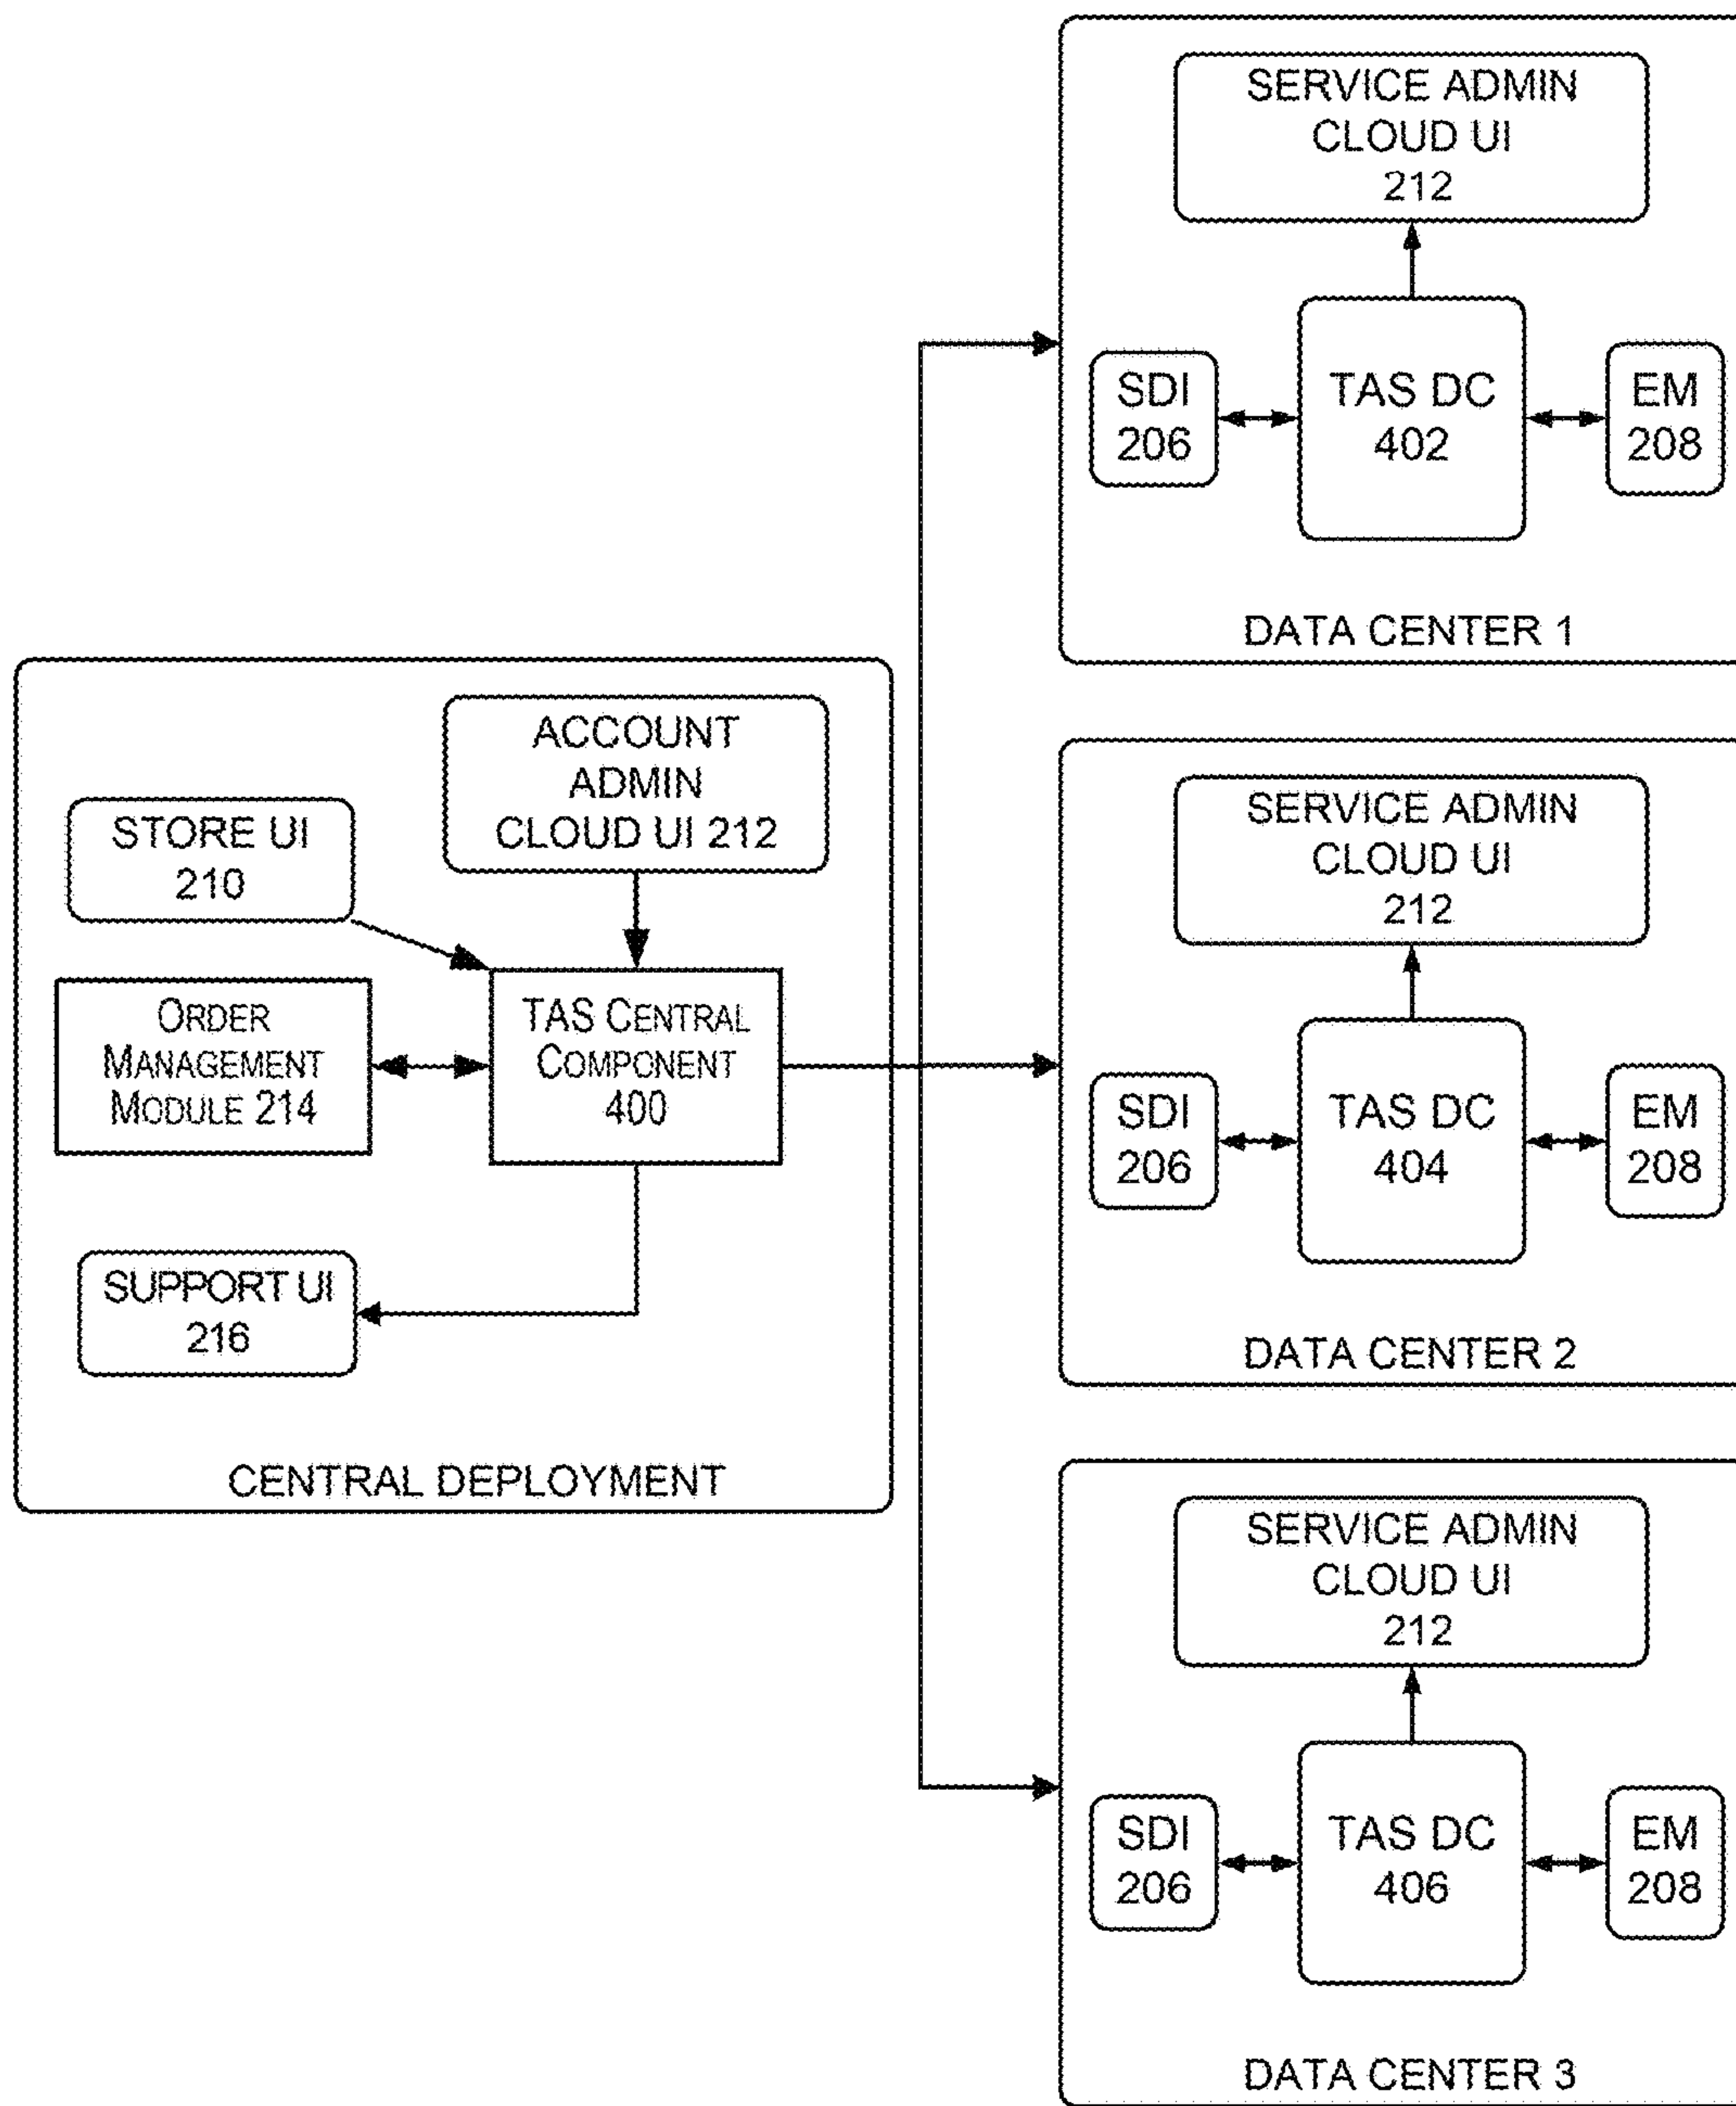 SERVICE ADMIN
CLOUD UI
212
SDI
206
TAS DC
402
EM
208
DATA CENTER 1
ACCOUNT
ADMIN
CLOUD UI 212
STORE UI
210
ORDER
MANAGEMENT
MODULE 214
TAS CENTRAL
COMPONENT
400
SUPPORT UI
216
CENTRAL DEPLOYMENT
SERVICE ADMIN
CLOUD UI
212
SDI
206
TAS DC
404
EM
208
DATA CENTER 2
SERVICE ADMIN
CLOUD UI
212
SDI
206
TAS DC
406
EM
208
DATA CENTER 3